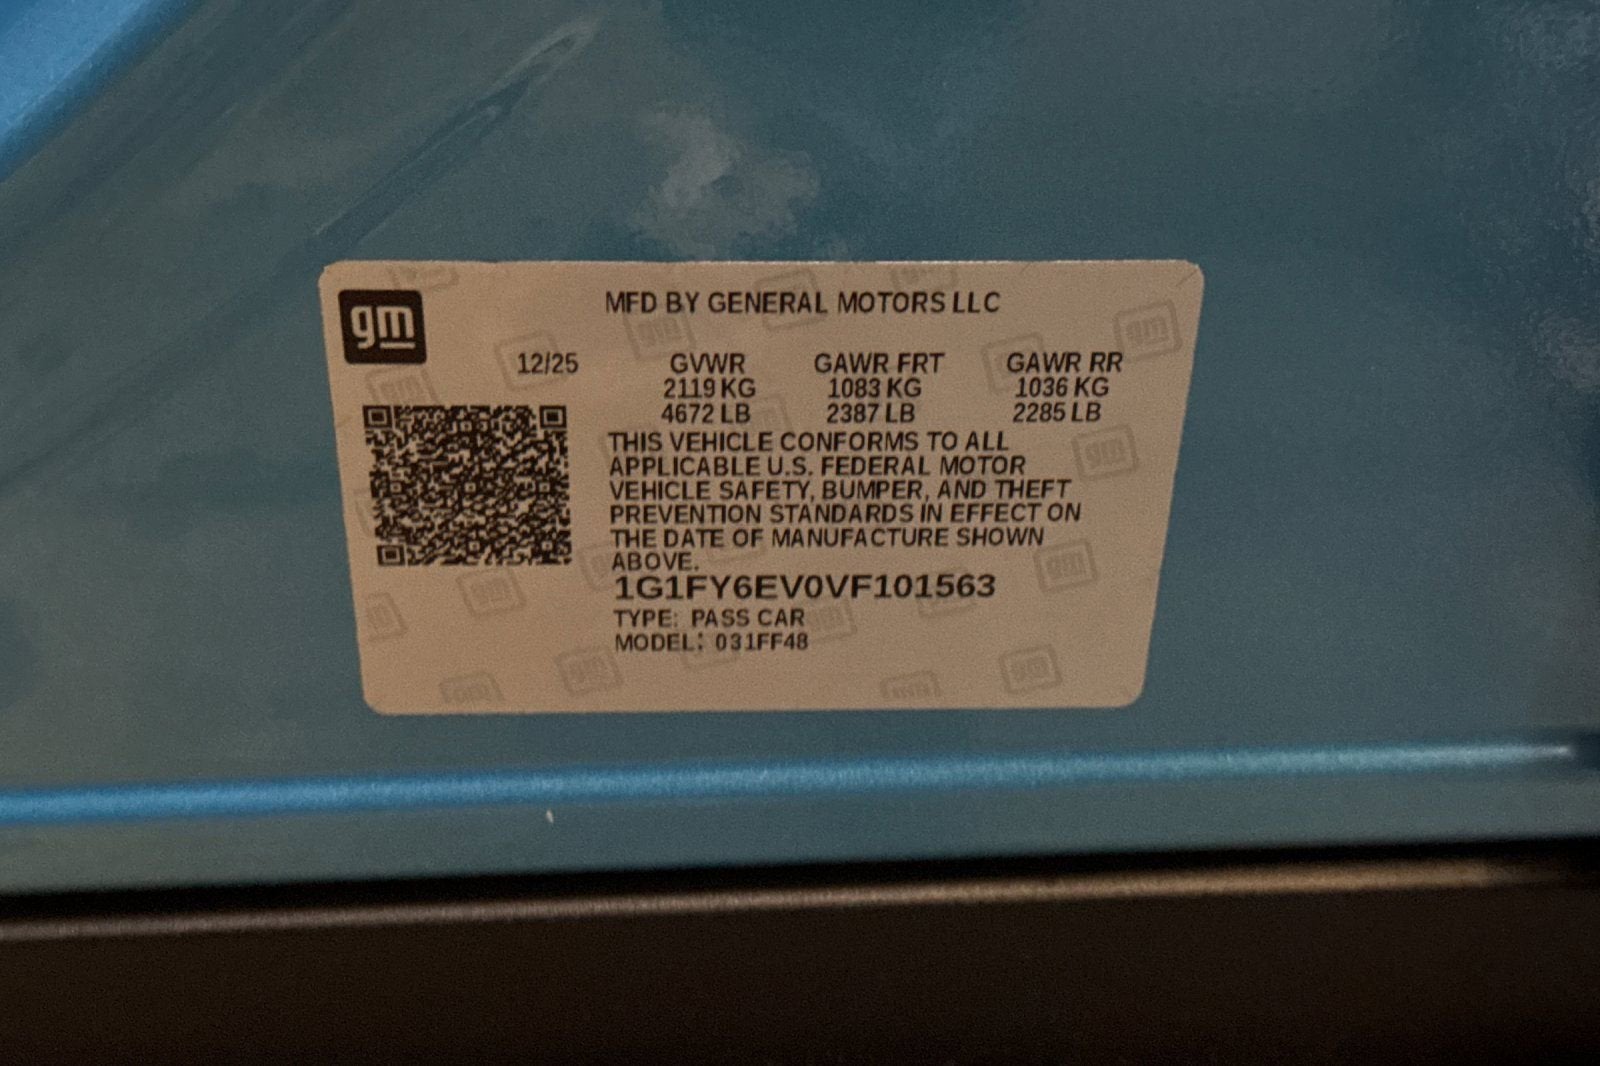 gm
MFD BY GENERAL MOTORS LLC
12/25 GVWR GAWR FRT GAWR RR
2119 KG 1083 KG 1036 KG
4672 LB 2387 LB 2285 LB
THIS VEHICLE CONFORMS TO ALL
APPLICABLE U.S. FEDERAL MOTOR
VEHICLE SAFETY, BUMPER, AND THEFT
PREVENTION STANDARDS IN EFFECT ON
THE DATE OF MANUFACTURE SHOWN
ABOVE.
1G1FY6EV0VF101563
TYPE: PASS CAR
MODEL: 031FF48